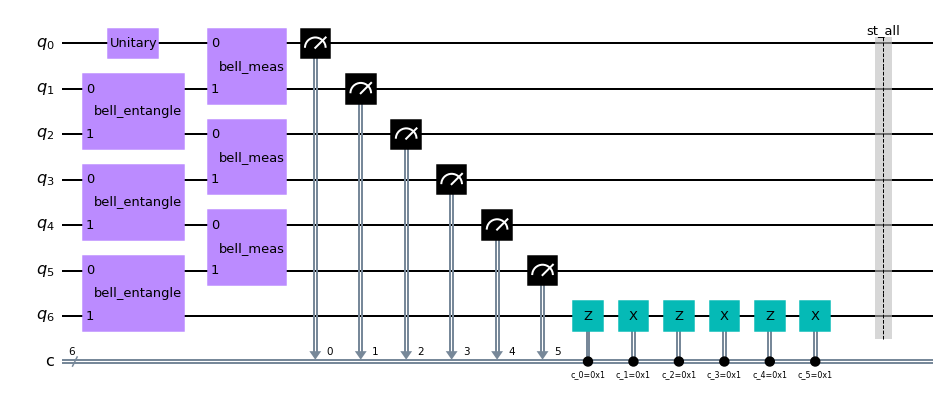 st_all
q0 Unitary 0
bell_meas
q1 0 1
bell_entangle
q2 1 0
bell_meas
q3 0 1
bell_entangle
q4 1 0
bell_meas
q5 0 1
bell_entangle
q6 1 Z X Z X Z X
6 0 1 2 3 4 5
c
c_0=0x1 c_1=0x1 c_2=0x1 c_3=0x1 c_4=0x1 c_5=0x1